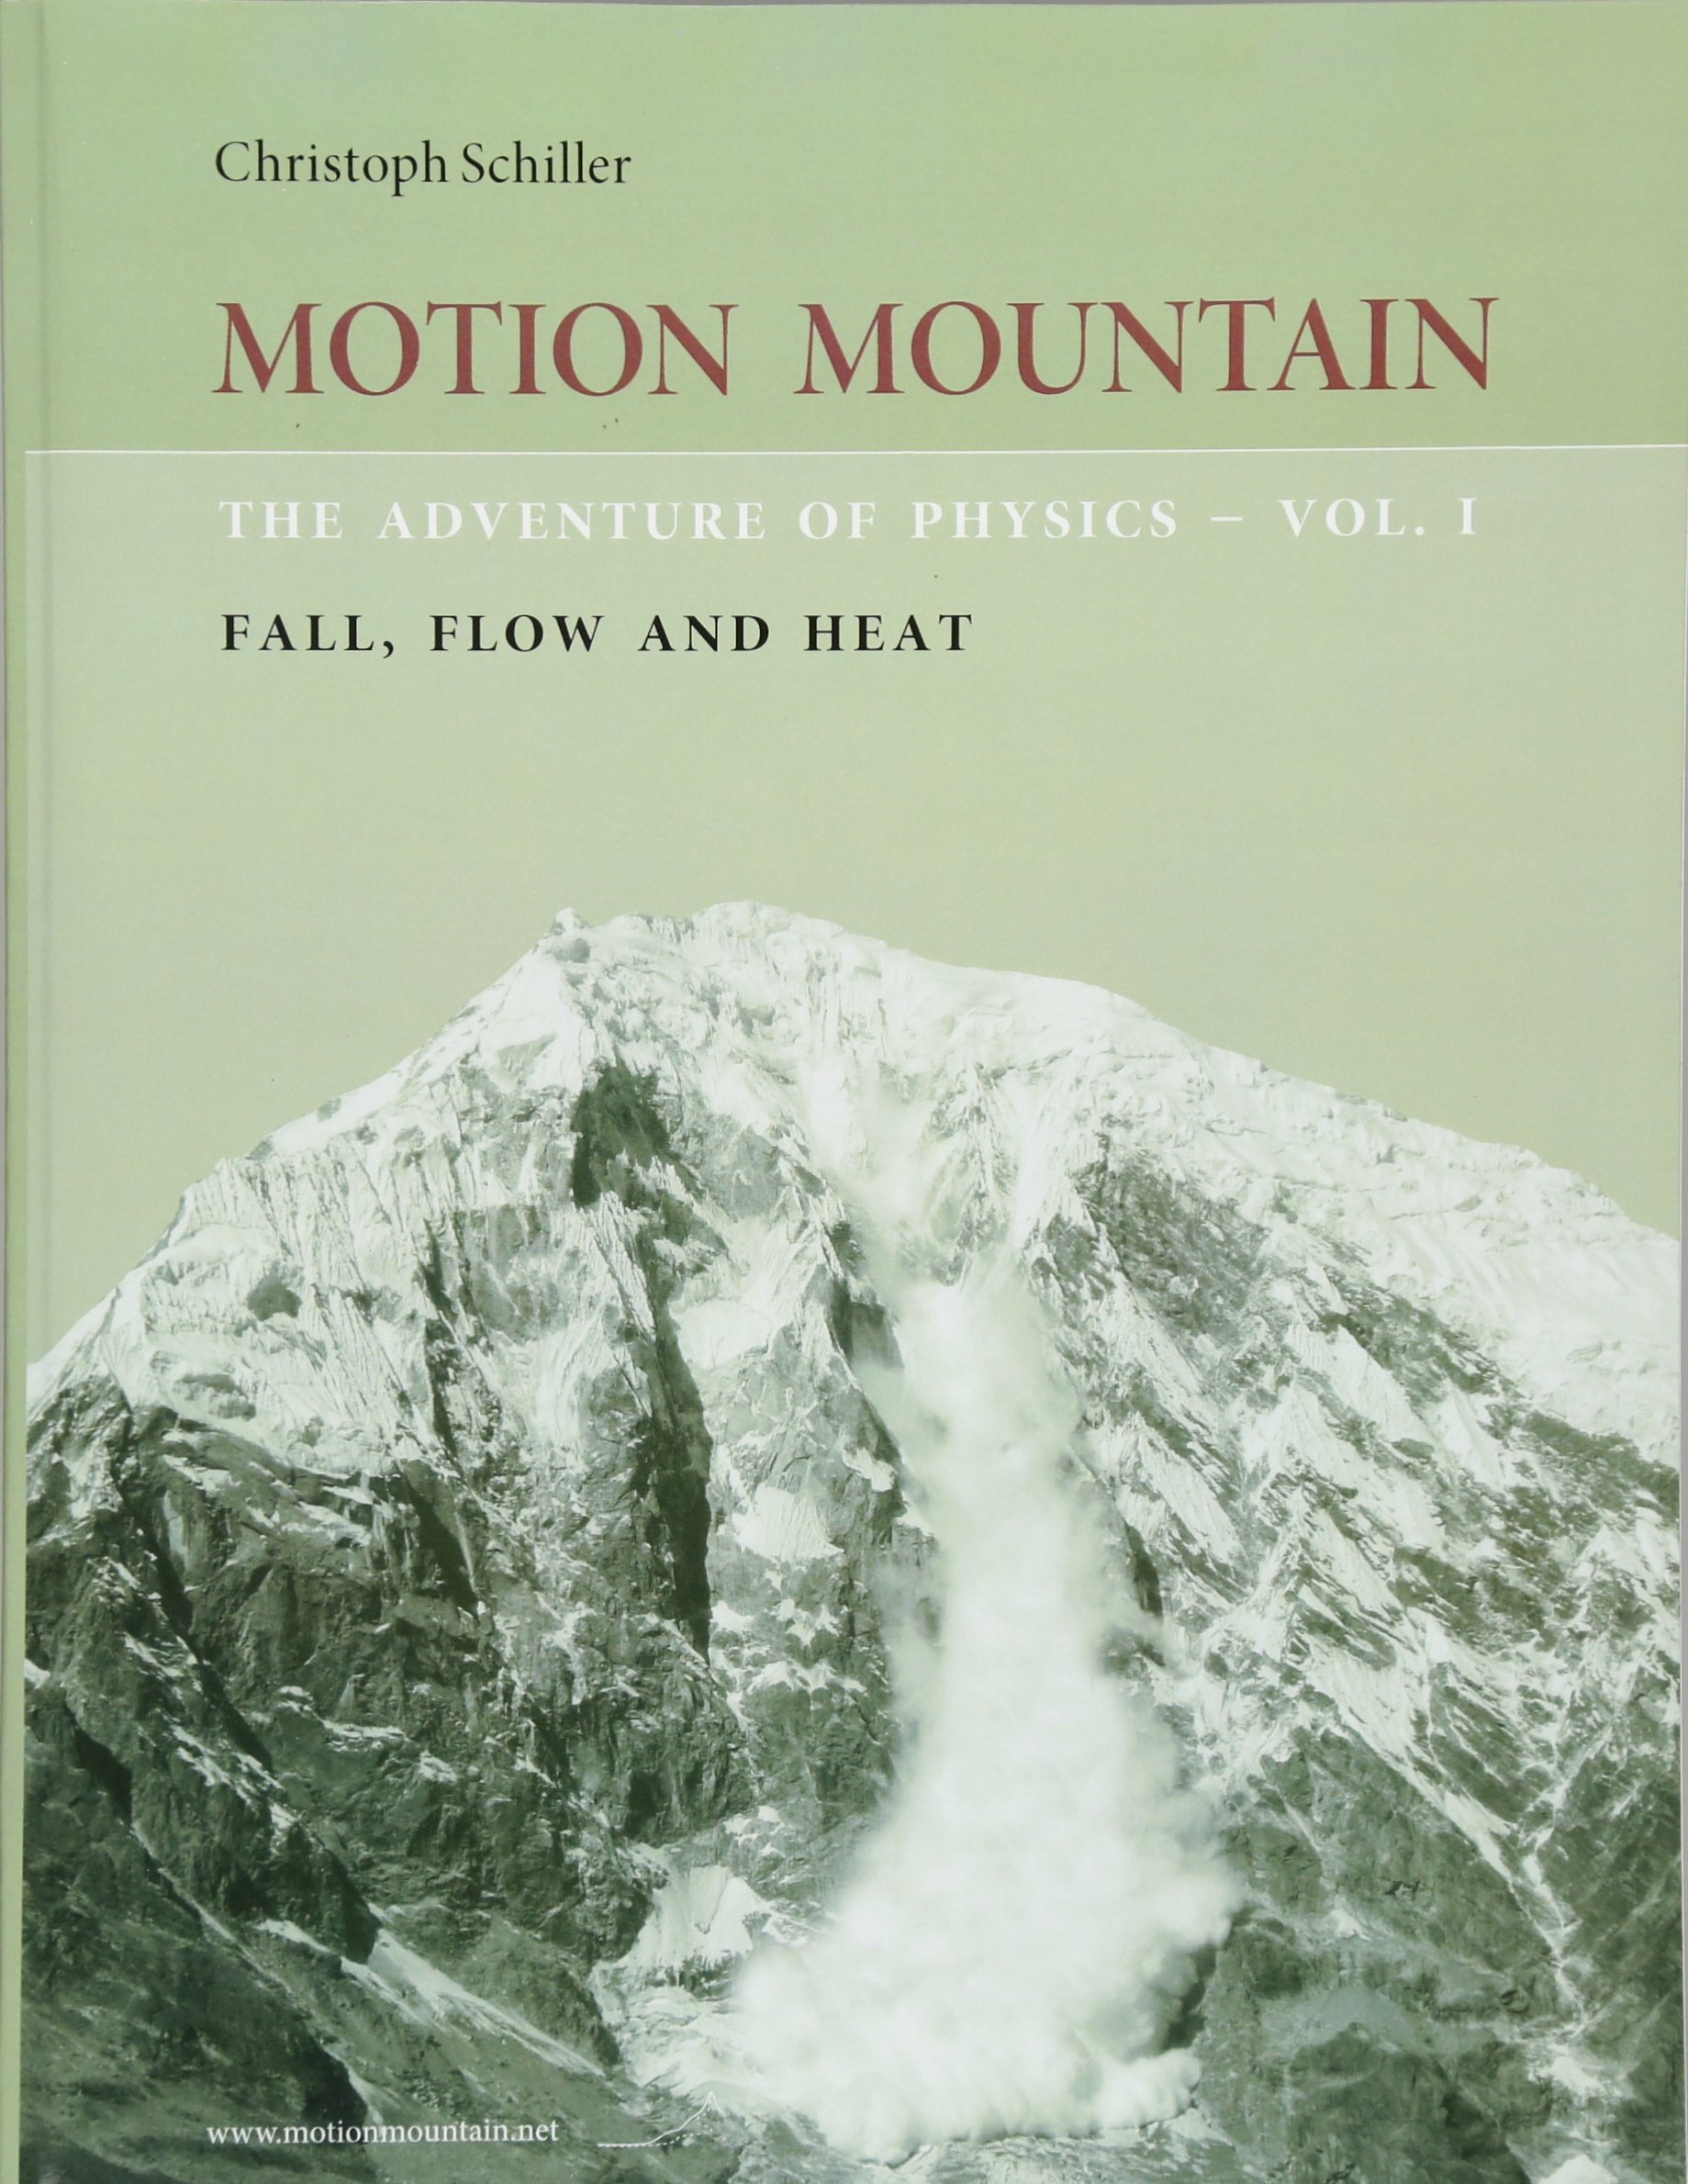 Christoph Schiller
MOTION MOUNTAIN
THE ADVENTURE OF PHYSICS – VOL. I
FALL, FLOW AND HEAT
www.motionmountain.net